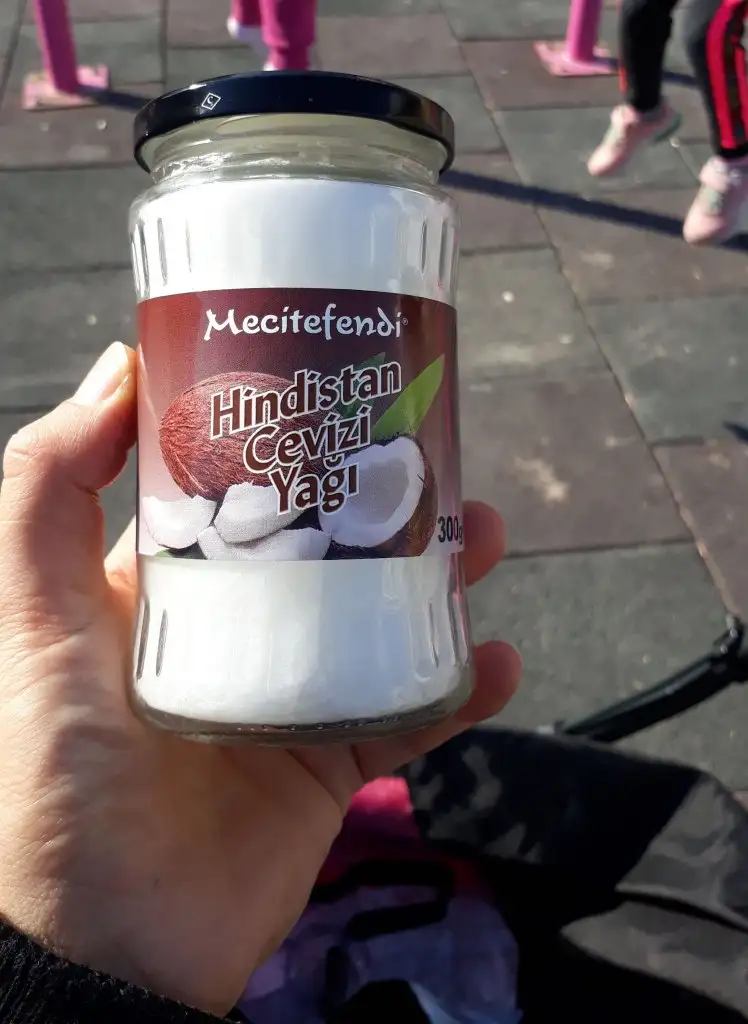 Mecitefendi
Hindistan
Cevizi
Yağı
300g